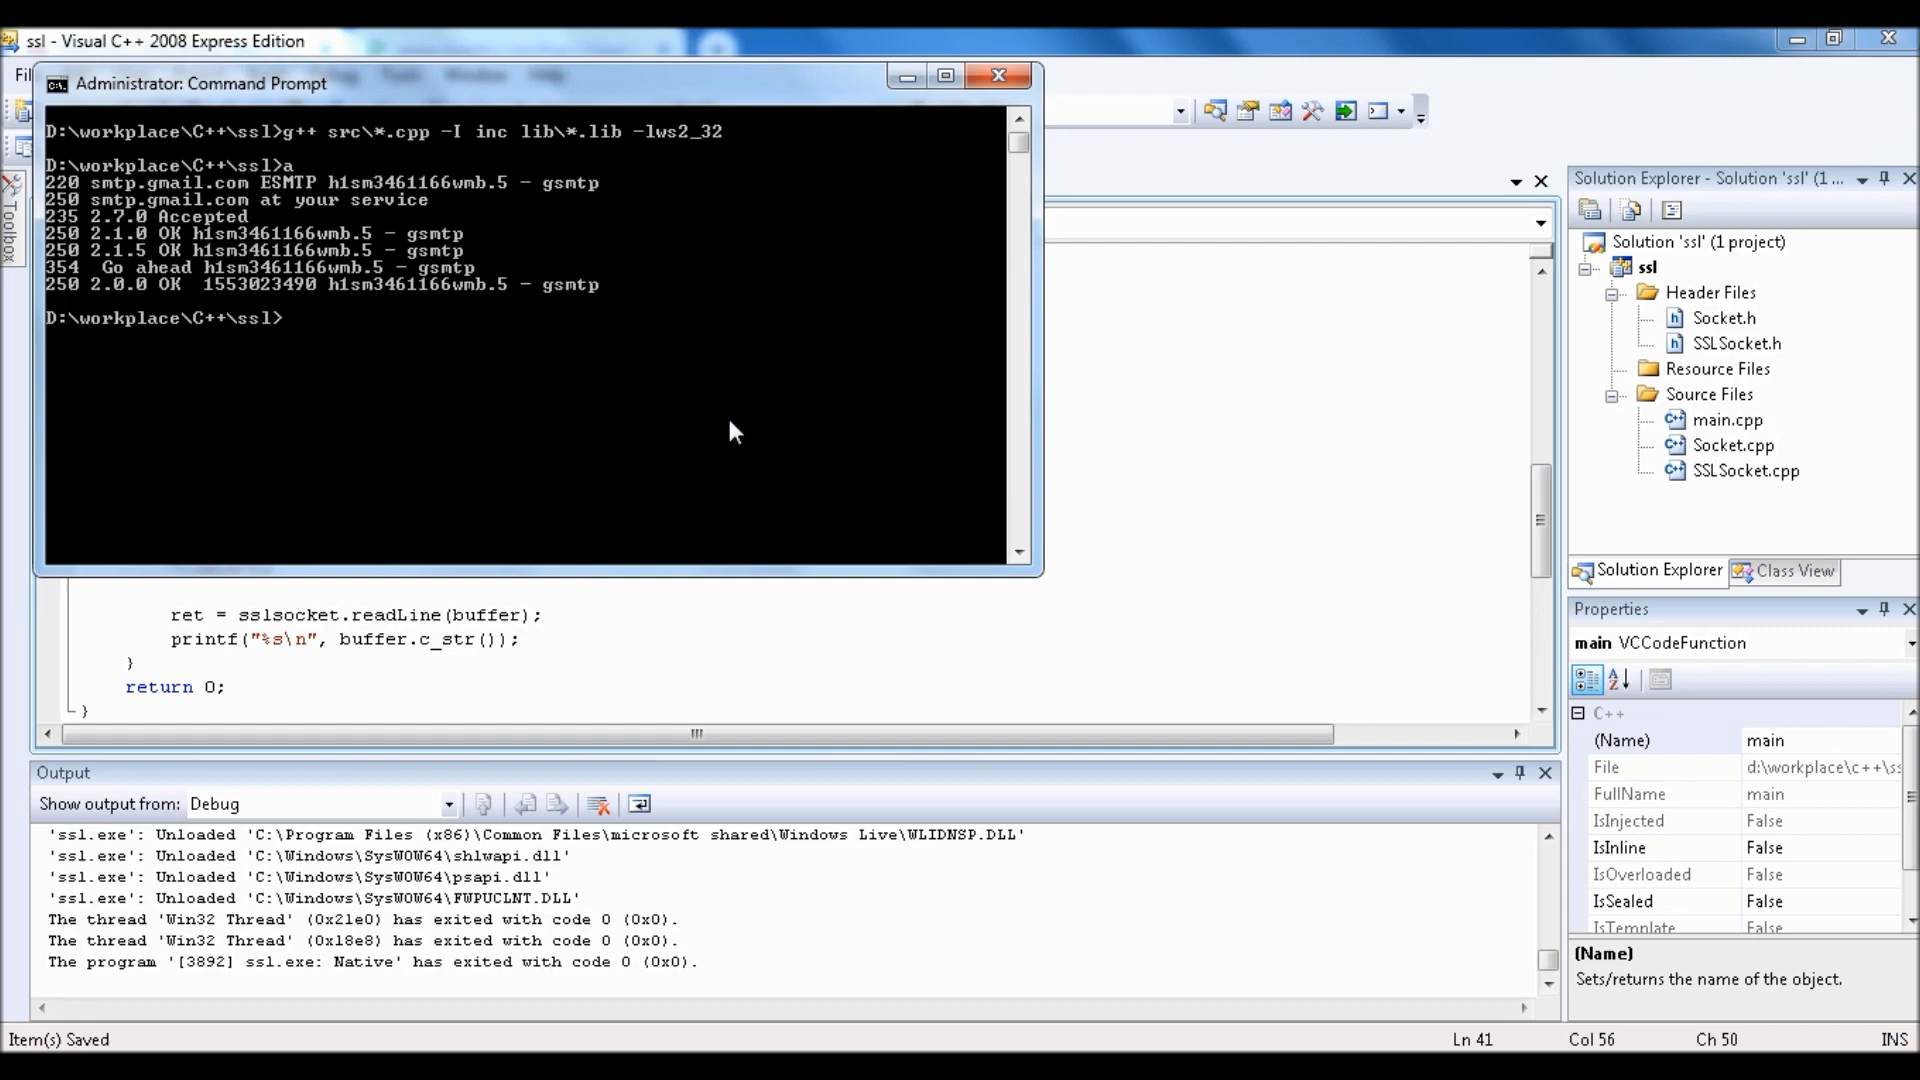 ssl - Visual C++ 2008 Express Edition
Administrator: Command Prompt
D:\workplace\C++\ssl>g++ src\*.cpp -I inc lib\*.lib -lws2_32
D:\workplace\C++\ssl>a
220 smtp.gmail.com ESMTP h1sm3461166wmb.5 - gsmtp
250 smtp.gmail.com at your service
235 2.7.0 Accepted
250 2.1.0 OK h1sm3461166wmb.5 - gsmtp
250 2.1.5 OK h1sm3461166wmb.5 - gsmtp
354  Go ahead h1sm3461166wmb.5 - gsmtp
250 2.0.0 OK  1553023490 h1sm3461166wmb.5 - gsmtp
D:\workplace\C++\ssl>
Toolbox
ret = sslsocket.readLine(buffer);
printf("%s\n", buffer.c_str());
}
return 0;
}
Output
Show output from: Debug
'ssl.exe': Unloaded 'C:\Program Files (x86)\Common Files\microsoft shared\Windows Live\WLIDNSP.DLL'
'ssl.exe': Unloaded 'C:\Windows\SysWOW64\shlwapi.dll'
'ssl.exe': Unloaded 'C:\Windows\SysWOW64\psapi.dll'
'ssl.exe': Unloaded 'C:\Windows\SysWOW64\FWPUCLNT.DLL'
The thread 'Win32 Thread' (0x21e0) has exited with code 0 (0x0).
The thread 'Win32 Thread' (0x18e8) has exited with code 0 (0x0).
The program '[3892] ssl.exe: Native' has exited with code 0 (0x0).
Solution Explorer - Solution 'ssl' (1 ...
Solution 'ssl' (1 project)
ssl
Header Files
Socket.h
SSLSocket.h
Resource Files
Source Files
main.cpp
Socket.cpp
SSLSocket.cpp
Solution Explorer
Class View
Properties
main VCCodeFunction
C++
(Name) main
File d:\workplace\c++\ss
FullName main
IsInjected False
IsInline False
IsOverloaded False
IsSealed False
IsTemplate False
(Name)
Sets/returns the name of the object.
Item(s) Saved
Ln 41
Col 56
Ch 50
INS